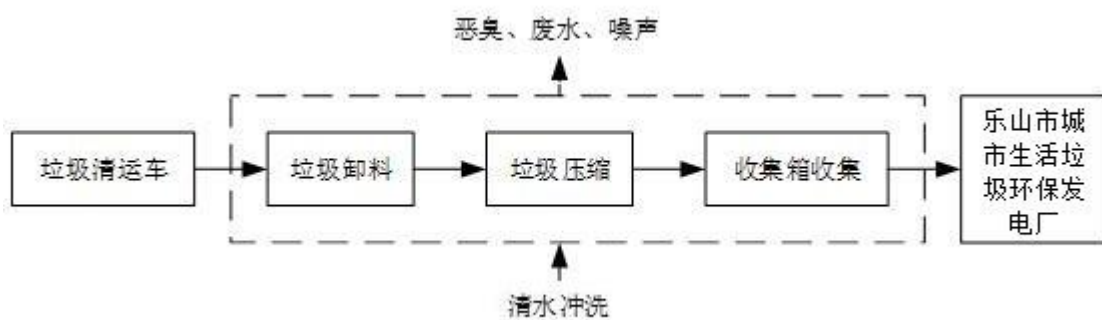 恶臭、废水、噪声
垃圾清运车
垃圾卸料
垃圾压缩
收集箱收集
乐山市城
市生活垃
圾环保发
电厂
清水冲洗